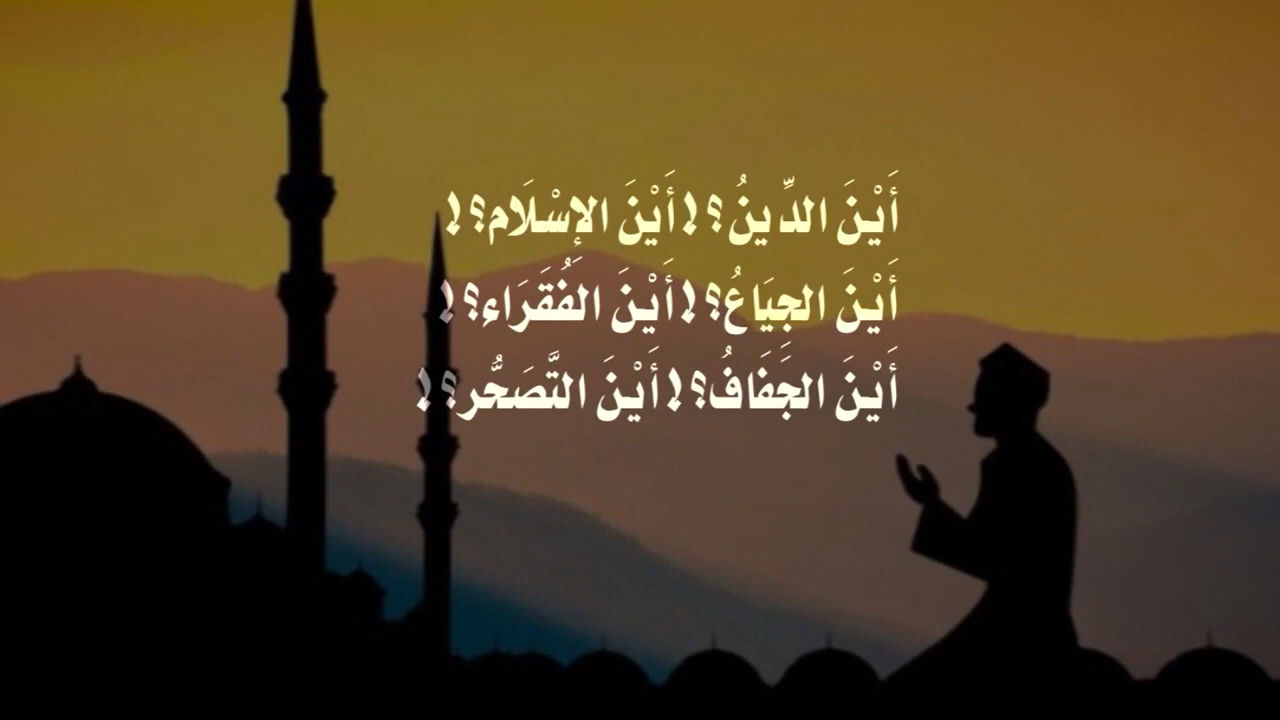 أَيْنَ الدِّينُ؟! أَيْنَ الإِسْلَام؟!
أَيْنَ الجِيَاعُ؟! أَيْنَ الفُقَرَاء؟!
أَيْنَ الجَفَافُ؟! أَيْنَ التَّصَحُّر؟!